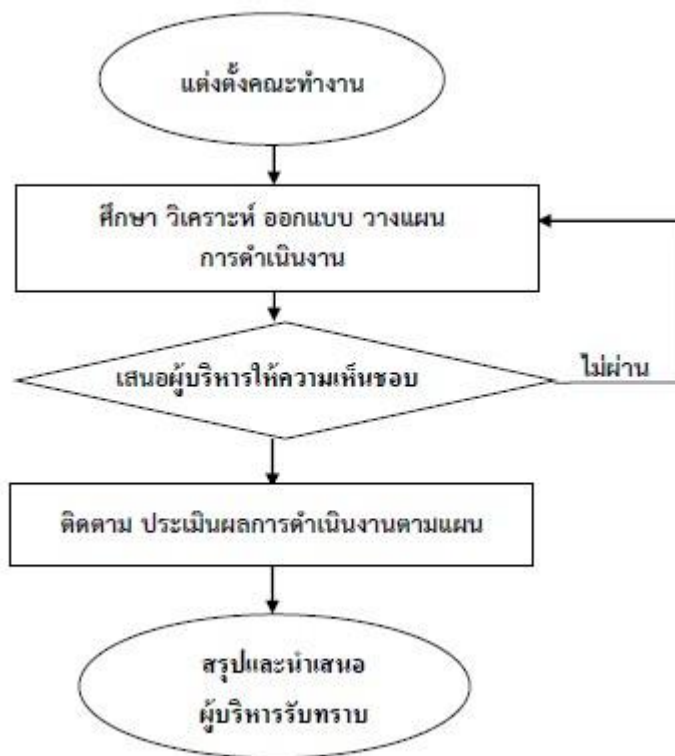 แต่งตั้งคณะทำงาน
ศึกษา วิเคราะห์ ออกแบบ วางแผน
การดำเนินงาน
เสนอผู้บริหารให้ความเห็นชอบ
ไม่ผ่าน
ติดตาม ประเมินผลการดำเนินงานตามแผน
สรุปและนำเสนอ
ผู้บริหารรับทราบ